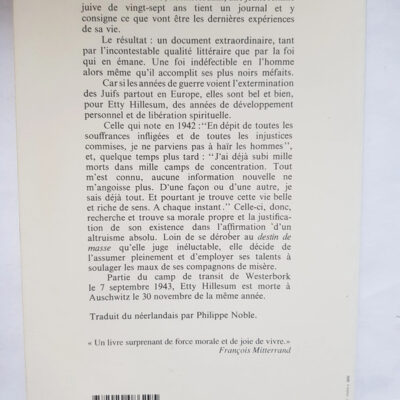 juive de vingt-sept ans tient un journal et y
consigne ce que vont être les dernières expériences
de sa vie.
Le résultat : un document extraordinaire, tant
par l'incontestable qualité littéraire que par la foi
qui en émane. Une foi indéfectible en l'homme
alors même qu'il accomplit ses plus noirs méfaits.
Car si les années de guerre voient l'extermination
des Juifs partout en Europe, elles sont bel et bien,
pour Etty Hillesum, des années de développement
personnel et de libération spirituelle.
Celle qui note en 1942 : "En dépit de toutes les
souffrances infligées et de toutes les injustices
commises, je ne parviens pas à haïr les hommes",
et, quelque temps plus tard : "J'ai déjà subi mille
morts dans mille camps de concentration. Tout
m'est connu, aucune information nouvelle ne
m'angoisse plus. D'une façon ou d'une autre, je
sais déjà tout. Et pourtant je trouve cette vie belle
et riche de sens. A chaque instant." Celle-ci, donc,
recherche et trouve sa morale propre et la justifica-
tion de son existence dans l'affirmation d'un
altruisme absolu. Loin de se dérober au destin de
masse qu'elle juge inéluctable, elle décide de
l'assumer pleinement et d'employer ses talents à
soulager les maux de ses compagnons de misère.
Partie du camp de transit de Westerbork
le 7 septembre 1943, Etty Hillesum est morte à
Auschwitz le 30 novembre de la même année.
Traduit du néerlandais par Philippe Noble.
« Un livre surprenant de force morale et de joie de vivre.»
François Mitterrand